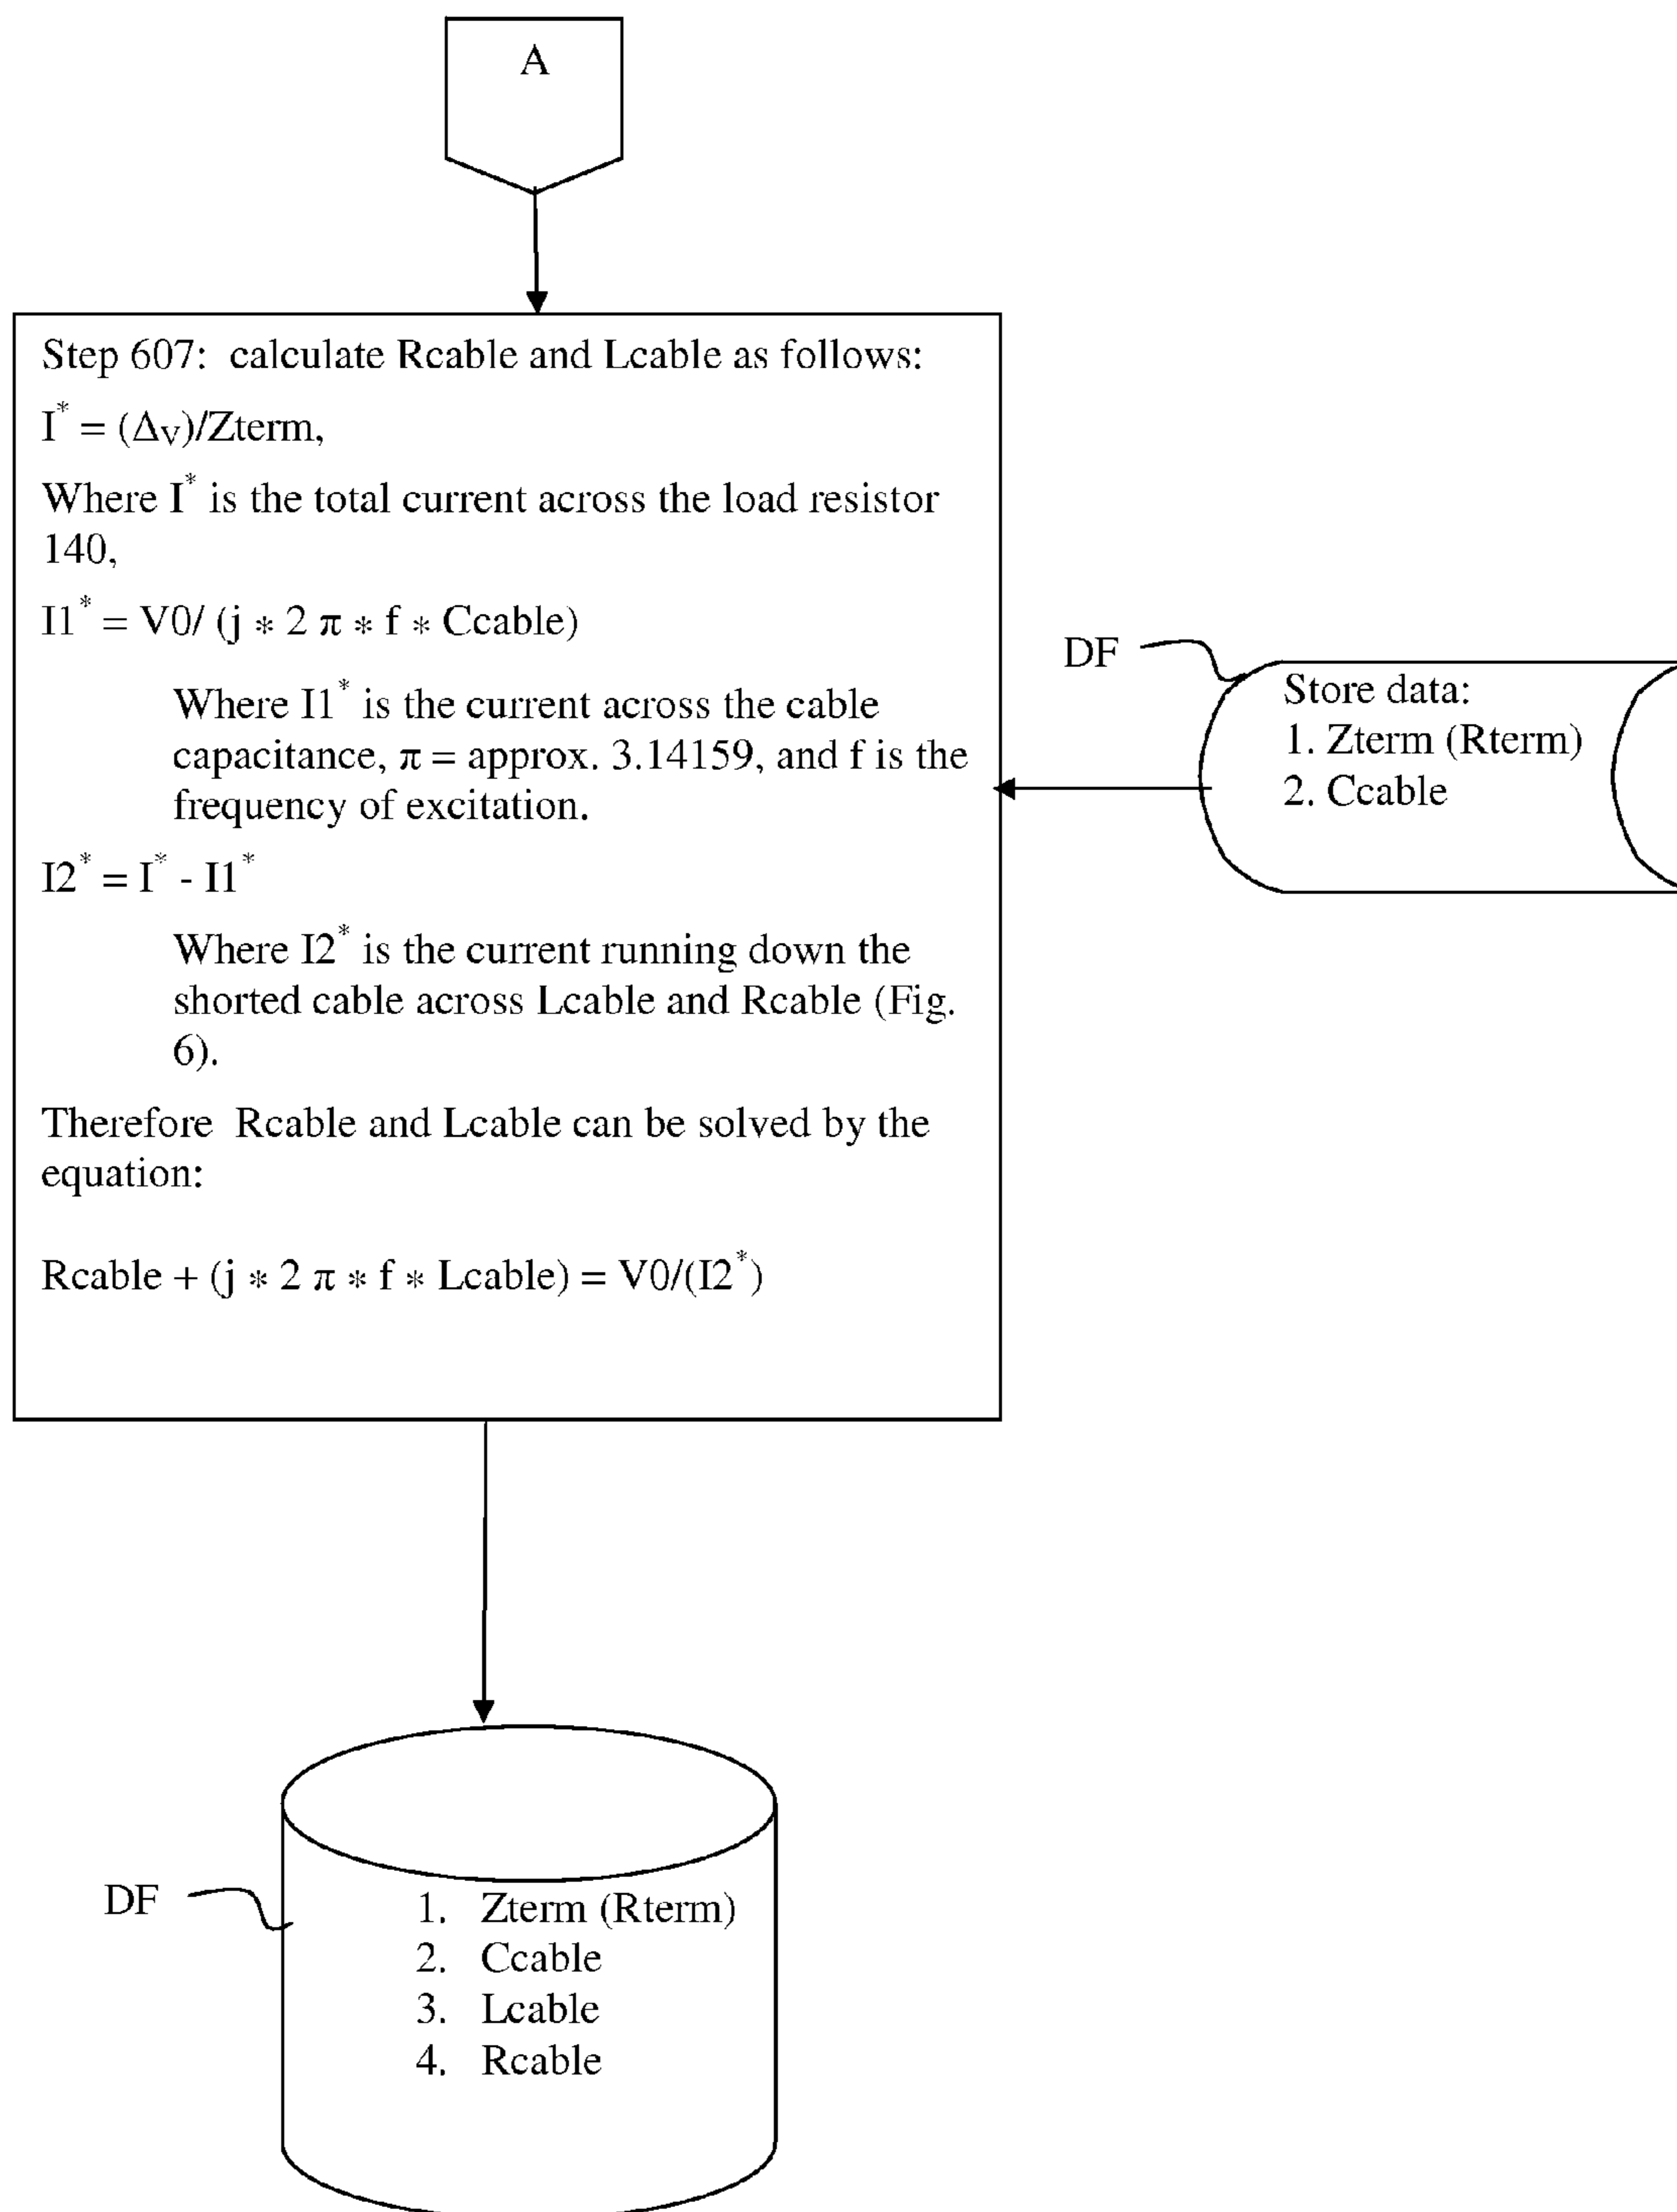 A
Step 607:  calculate Rcable and Lcable as follows:
I* = (Δv)/Zterm,
Where I* is the total current across the load resistor
140,
I1* = V0/ (j * 2 π * f * Ccable)
Where I1* is the current across the cable
capacitance, π = approx. 3.14159, and f is the
frequency of excitation.
I2* = I* - I1*
Where I2* is the current running down the
shorted cable across Lcable and Rcable (Fig.
6).
Therefore  Rcable and Lcable can be solved by the
equation:
Rcable + (j * 2 π * f * Lcable) = V0/(I2*)
DF
Store data:
1. Zterm (Rterm)
2. Ccable
DF
1. Zterm (Rterm)
2. Ccable
3. Lcable
4. Rcable